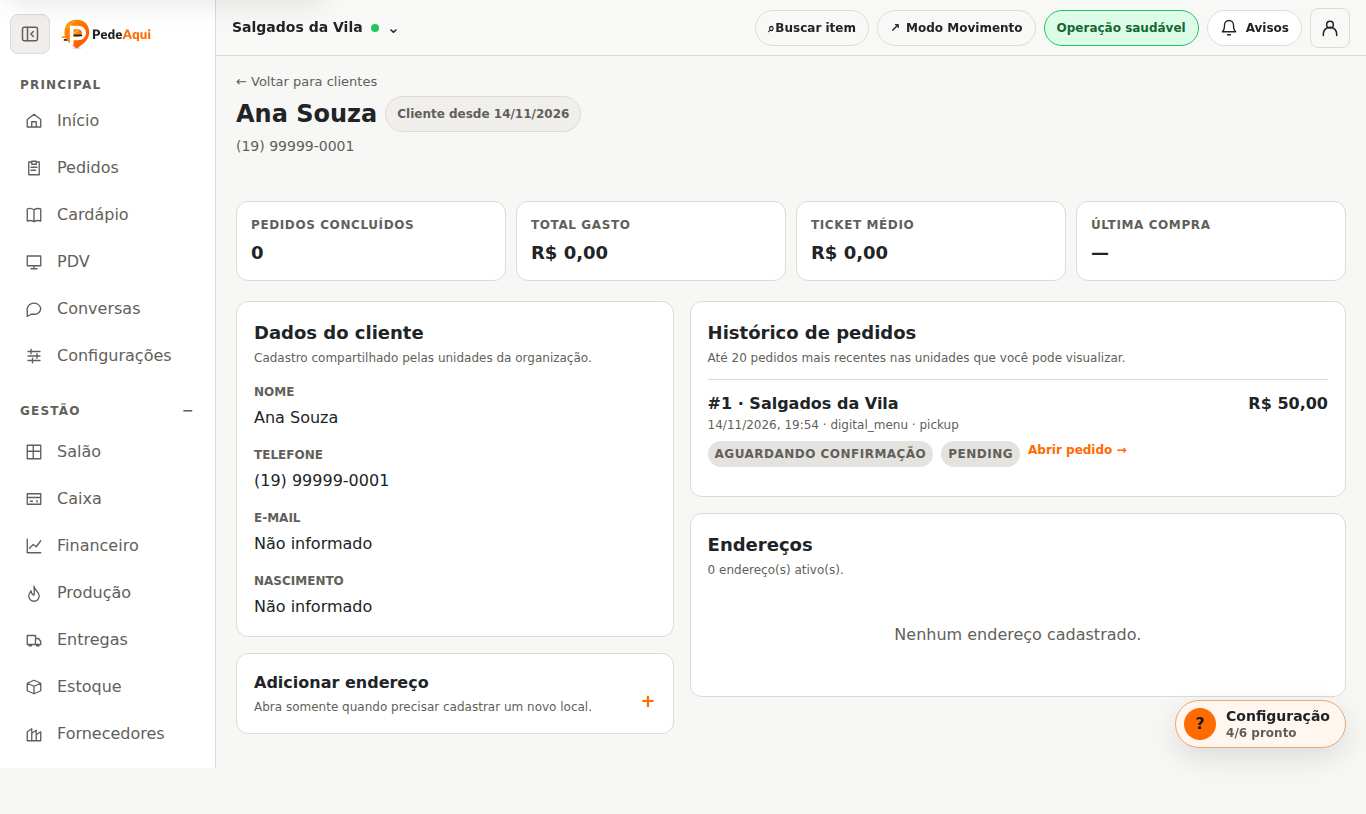 PedeAqui
PRINCIPAL
Início
Pedidos
Cardápio
PDV
Conversas
Configurações
GESTÃO −
Salão
Caixa
Financeiro
Produção
Entregas
Estoque
Fornecedores
Salgados da Vila
Buscar item
↗ Modo Movimento
Operação saudável
Avisos
← Voltar para clientes
Ana Souza
Cliente desde 14/11/2026
(19) 99999-0001
PEDIDOS CONCLUÍDOS
0
TOTAL GASTO
R$ 0,00
TICKET MÉDIO
R$ 0,00
ÚLTIMA COMPRA
—
Dados do cliente
Cadastro compartilhado pelas unidades da organização.
NOME
Ana Souza
TELEFONE
(19) 99999-0001
E-MAIL
Não informado
NASCIMENTO
Não informado
Adicionar endereço
Abra somente quando precisar cadastrar um novo local.
+
Histórico de pedidos
Até 20 pedidos mais recentes nas unidades que você pode visualizar.
#1 · Salgados da Vila R$ 50,00
14/11/2026, 19:54 · digital_menu · pickup
AGUARDANDO CONFIRMAÇÃO PENDING Abrir pedido →
Endereços
0 endereço(s) ativo(s).
Nenhum endereço cadastrado.
? Configuração
4/6 pronto